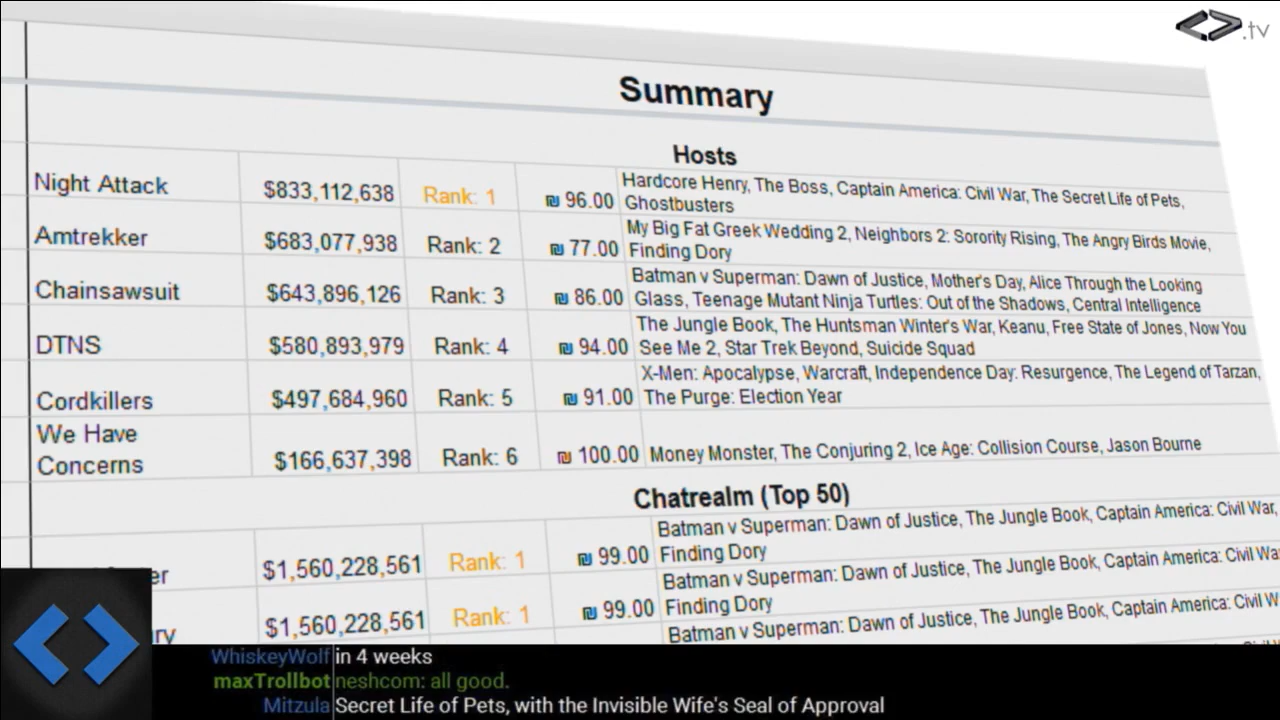 .tv
Summary
Hosts
Night Attack $833,112,638 Rank: 1 ₪ 96.00 Hardcore Henry, The Boss, Captain America: Civil War, The Secret Life of Pets,
Ghostbusters
Amtrekker $683,077,938 Rank: 2 ₪ 77.00 My Big Fat Greek Wedding 2, Neighbors 2: Sorority Rising, The Angry Birds Movie,
Finding Dory
Chainsawsuit $643,896,126 Rank: 3 ₪ 86.00 Batman v Superman: Dawn of Justice, Mother's Day, Alice Through the Looking
Glass, Teenage Mutant Ninja Turtles: Out of the Shadows, Central Intelligence
DTNS $580,893,979 Rank: 4 ₪ 94.00 The Jungle Book, The Huntsman Winter's War, Keanu, Free State of Jones, Now You
See Me 2, Star Trek Beyond, Suicide Squad
Cordkillers $497,684,960 Rank: 5 ₪ 91.00 X-Men: Apocalypse, Warcraft, Independence Day: Resurgence, The Legend of Tarzan,
The Purge: Election Year
We Have
Concerns $166,637,398 Rank: 6 ₪ 100.00 Money Monster, The Conjuring 2, Ice Age: Collision Course, Jason Bourne
Chatrealm (Top 50)
er $1,560,228,561 Rank: 1 ₪ 99.00 Batman v Superman: Dawn of Justice, The Jungle Book, Captain America: Civil War,
Finding Dory
ry $1,560,228,561 Rank: 1 ₪ 99.00 Batman v Superman: Dawn of Justice, The Jungle Book, Captain America: Civil Wa
Finding Dory
Batman v Superman: Dawn of Justice, The Jungle Book, Captain America: Civil W
WhiskeyWolf in 4 weeks
maxTrollbot neshcom: all good.
Mitzula Secret Life of Pets, with the Invisible Wife's Seal of Approval